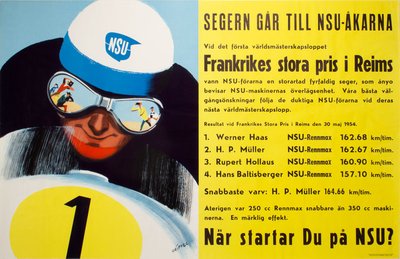 NSU
1
SEGERN GÅR TILL NSU-ÅKARNA
Vid det första världsmästerskapsloppet
Frankrikes stora pris i Reims
vann NSU-förarna en storartad fyrfaldig seger, som ånyo
bevisar NSU-maskinernas överlägsenhet. Våra bästa väl-
gångsönskningar följa de duktiga NSU-förarna vid deras
nästa världsmästerskapslopp.
Resultat vid Frankrikes Stora Pris i Reims den 30 maj 1954.
1. Werner Haas NSU-Rennmax 162.68 km/tim.
2. H. P. Müller NSU-Rennmax 162.67 km/tim.
3. Rupert Hollaus NSU-Rennmax 160.90 km/tim.
4. Hans Baltisberger NSU-Rennmax 157.10 km/tim.
Snabbaste varv: H. P. Müller 164.66 km/tim.
Återigen var 250 cc Rennmax snabbare än 350 cc maski-
nerna. En märklig effekt.
När startar Du på NSU?